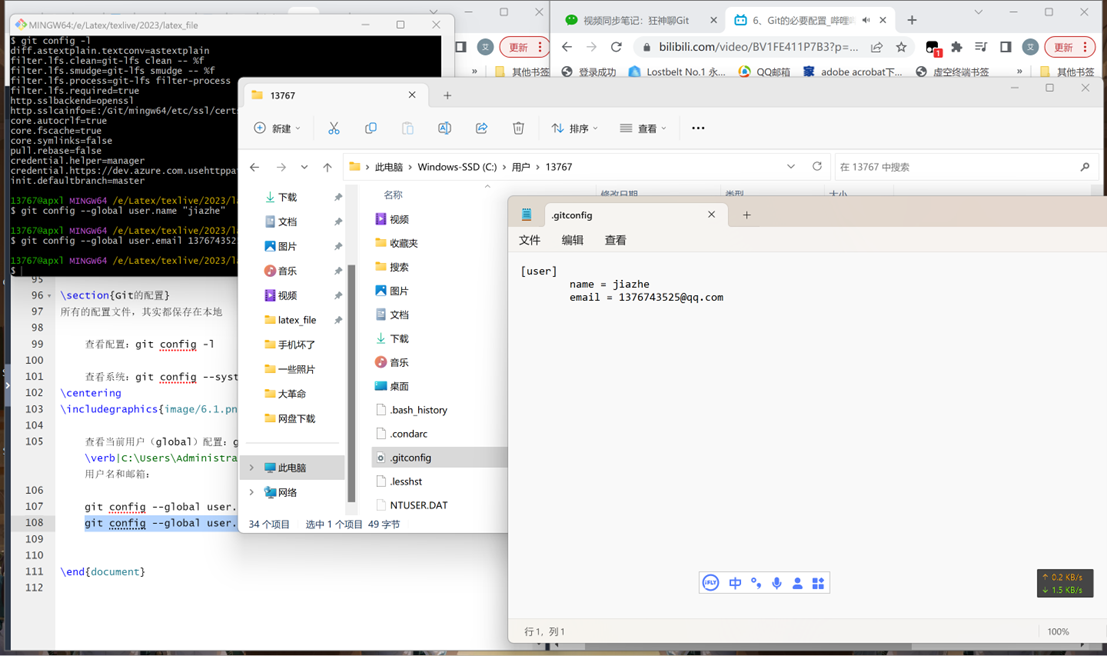 MINGW64:/e/Latex/texlive/2023/latex_file
$ git config -l
diff.astextplain.textconv=astextplain
filter.lfs.clean=git-lfs clean -- %f
filter.lfs.smudge=git-lfs smudge -- %f
filter.lfs.process=git-lfs filter-process
filter.lfs.required=true
http.sslbackend=openssl
http.sslcainfo=E:/Git/mingw64/etc/ssl/cert
core.autocrlf=true
core.fscache=true
core.symlinks=false
pull.rebase=false
credential.helper=manager
credential.https://dev.azure.com.usehttppa
init.defaultbranch=master
13767@apxl MINGW64 /e/Latex/texlive/2023/la
$ git config --global user.name "jiazhe"
13767@apxl MINGW64 /e/Latex/texlive/2023/la
$ git config --global user.email 137674352
13767@apxl MINGW64 /e/Latex/texlive/2023/la
$
更新
其他书签
视频同步笔记：狂神聊Git
6、Git的必要配置_哔哩
bilibili.com/video/BV1FE411P7B3?p=...
更新
登录成功
Lostbelt No.1 永...
QQ邮箱
adobe acrobat下...
虚空终端书签
其他书签
13767
新建
排序
查看
此电脑 > Windows-SSD (C:) > 用户 > 13767
在 13767 中搜索
下载
文档
图片
音乐
视频
latex_file
手机坏了
一些照片
大革命
网盘下载
此电脑
网络
名称
修改日期
类型
大小
视频
收藏夹
搜索
图片
文档
下载
音乐
桌面
.bash_history
.condarc
.gitconfig
.lesshst
NTUSER.DAT
34 个项目
选中 1 个项目 49 字节
.gitconfig
文件
编辑
查看
[user]
name = jiazhe
email = 1376743525@qq.com
中
iFLY
↑ 0.2 KB/s
↓ 1.5 KB/s
行 1，列 1
100%
95
96 \section{Git的配置}
97 所有的配置文件，其实都保存在本地
98
99 查看配置：git config -l
100
101 查看系统：git config --syst
102 \centering
103 \includegraphics{image/6.1.pn
104
105 查看当前用户（global）配置：g
\verb|C:\Users\Administra
用户名和邮箱：
106
107 git config --global user.
108 git config --global user.
109
110
111 \end{document}
112